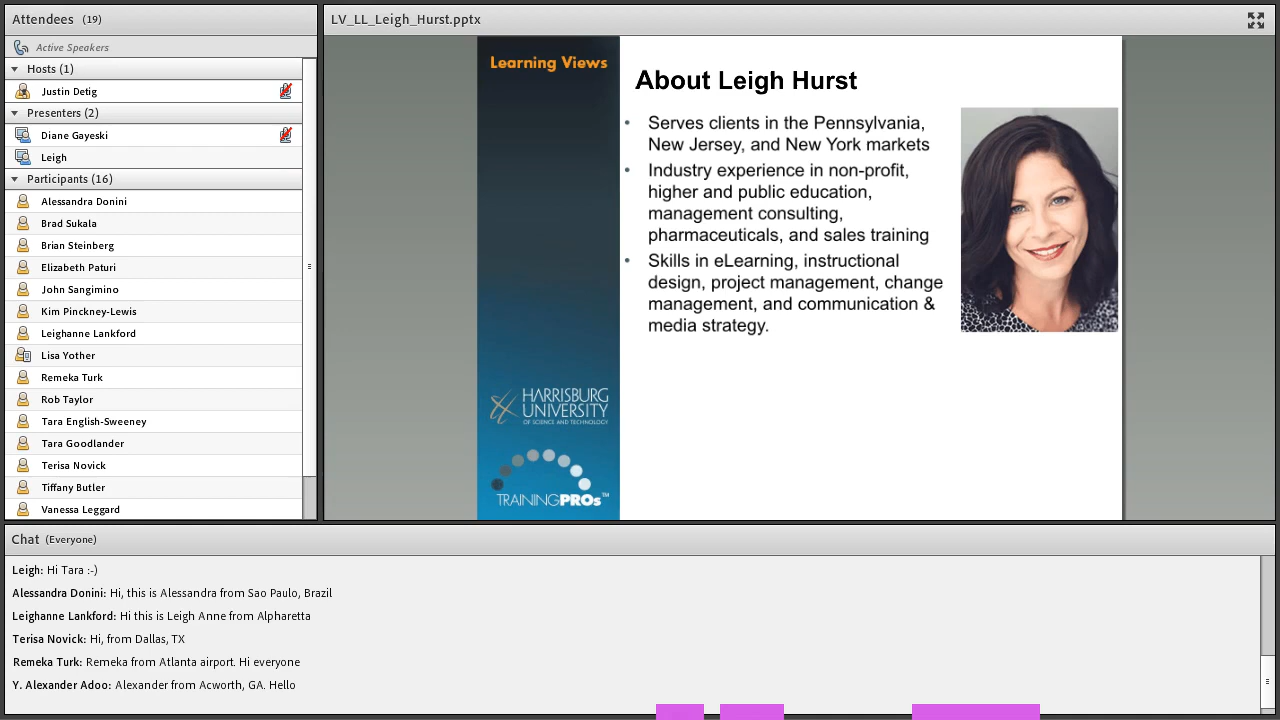 Attendees (19)
Active Speakers
Hosts (1)
Justin Detig
Presenters (2)
Diane Gayeski
Leigh
Participants (16)
Alessandra Donini
Brad Sukala
Brian Steinberg
Elizabeth Paturi
John Sangimino
Kim Pinckney-Lewis
Leighanne Lankford
Lisa Yother
Remeka Turk
Rob Taylor
Tara English-Sweeney
Tara Goodlander
Terisa Novick
Tiffany Butler
Vanessa Leggard
LV_LL_Leigh_Hurst.pptx
Learning Views
HARRISBURG
UNIVERSITY
OF SCIENCE AND TECHNOLOGY
TRAININGPROs™
About Leigh Hurst
• Serves clients in the Pennsylvania,
New Jersey, and New York markets
• Industry experience in non-profit,
higher and public education,
management consulting,
pharmaceuticals, and sales training
• Skills in eLearning, instructional
design, project management, change
management, and communication &
media strategy.
Chat (Everyone)
Leigh: Hi Tara :-)
Alessandra Donini: Hi, this is Alessandra from Sao Paulo, Brazil
Leighanne Lankford: Hi this is Leigh Anne from Alpharetta
Terisa Novick: Hi, from Dallas, TX
Remeka Turk: Remeka from Atlanta airport. Hi everyone
Y. Alexander Adoo: Alexander from Acworth, GA. Hello